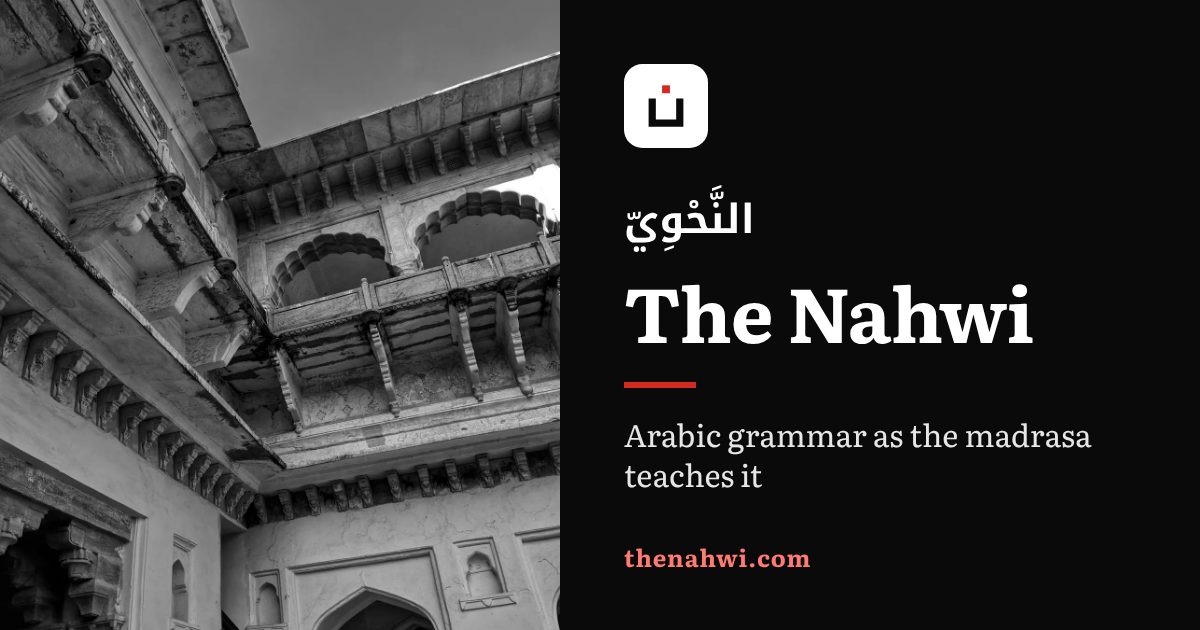 ن
النَّحْوِيّ
The Nahwi
Arabic grammar as the madrasa
teaches it
thenahwi.com